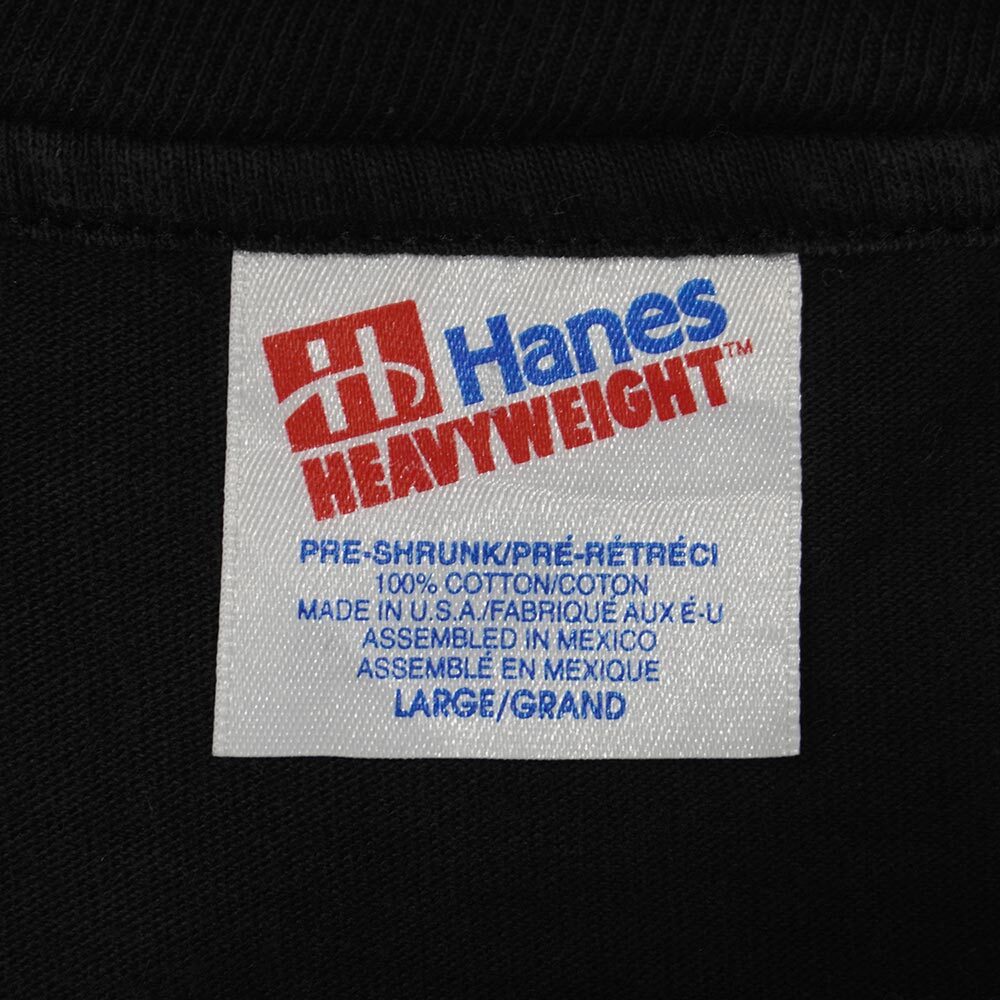 H Hanes
HEAVYWEIGHT™
PRE-SHRUNK/PRÉ-RÉTRÉCI
100% COTTON/COTON
MADE IN U.S.A./FABRIQUÉ AUX É-U
ASSEMBLED IN MEXICO
ASSEMBLÉ EN MEXIQUE
LARGE/GRAND